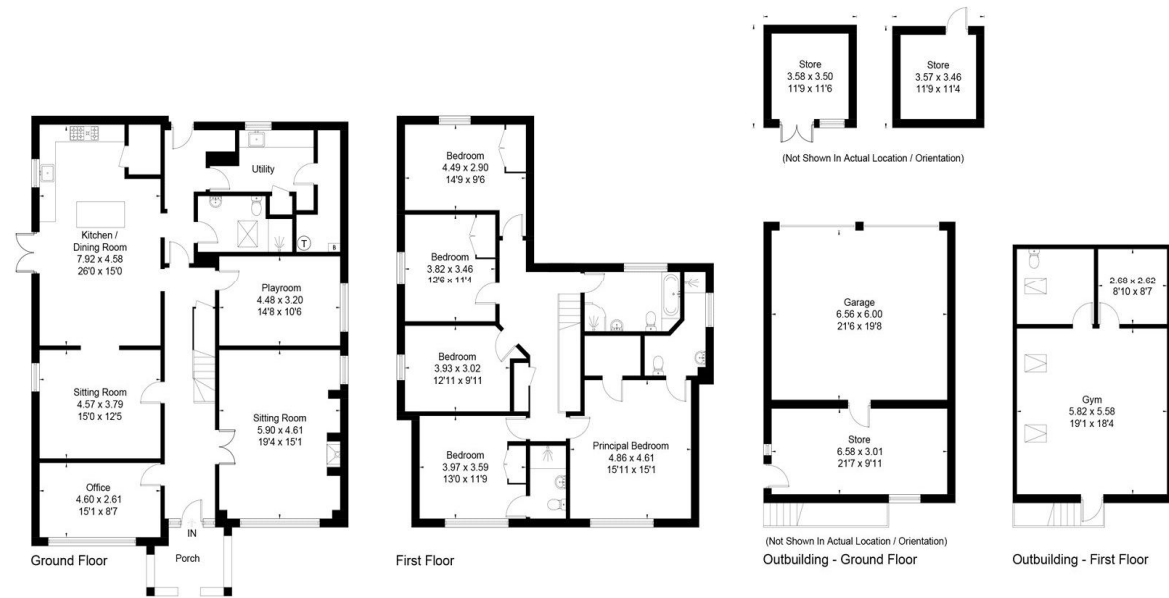 Kitchen /
Dining Room
7.92 x 4.58
26'0 x 15'0
Utility
T
B
Playroom
4.48 x 3.20
14'8 x 10'6
Sitting Room
4.57 x 3.79
15'0 x 12'5
Sitting Room
5.90 x 4.61
19'4 x 15'1
Office
4.60 x 2.61
15'1 x 8'7
IN
Porch
Ground Floor
Bedroom
4.49 x 2.90
14'9 x 9'6
Bedroom
3.82 x 3.46
12'6 x 11'4
Bedroom
3.93 x 3.02
12'11 x 9'11
Bedroom
3.97 x 3.59
13'0 x 11'9
Principal Bedroom
4.86 x 4.61
15'11 x 15'1
First Floor
Store
3.58 x 3.50
11'9 x 11'6
Store
3.57 x 3.46
11'9 x 11'4
(Not Shown In Actual Location / Orientation)
Garage
6.56 x 6.00
21'6 x 19'8
Store
6.58 x 3.01
21'7 x 9'11
(Not Shown In Actual Location / Orientation)
Outbuilding - Ground Floor
2.68 x 2.62
8'10 x 8'7
Gym
5.82 x 5.58
19'1 x 18'4
Outbuilding - First Floor